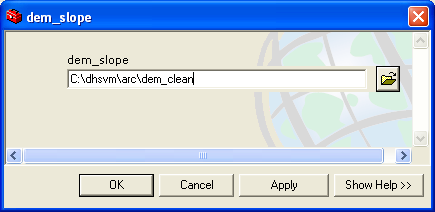 dem_slope
dem_slope
C:\dhsvm\arc\dem_clean
OK Cancel Apply Show Help >>